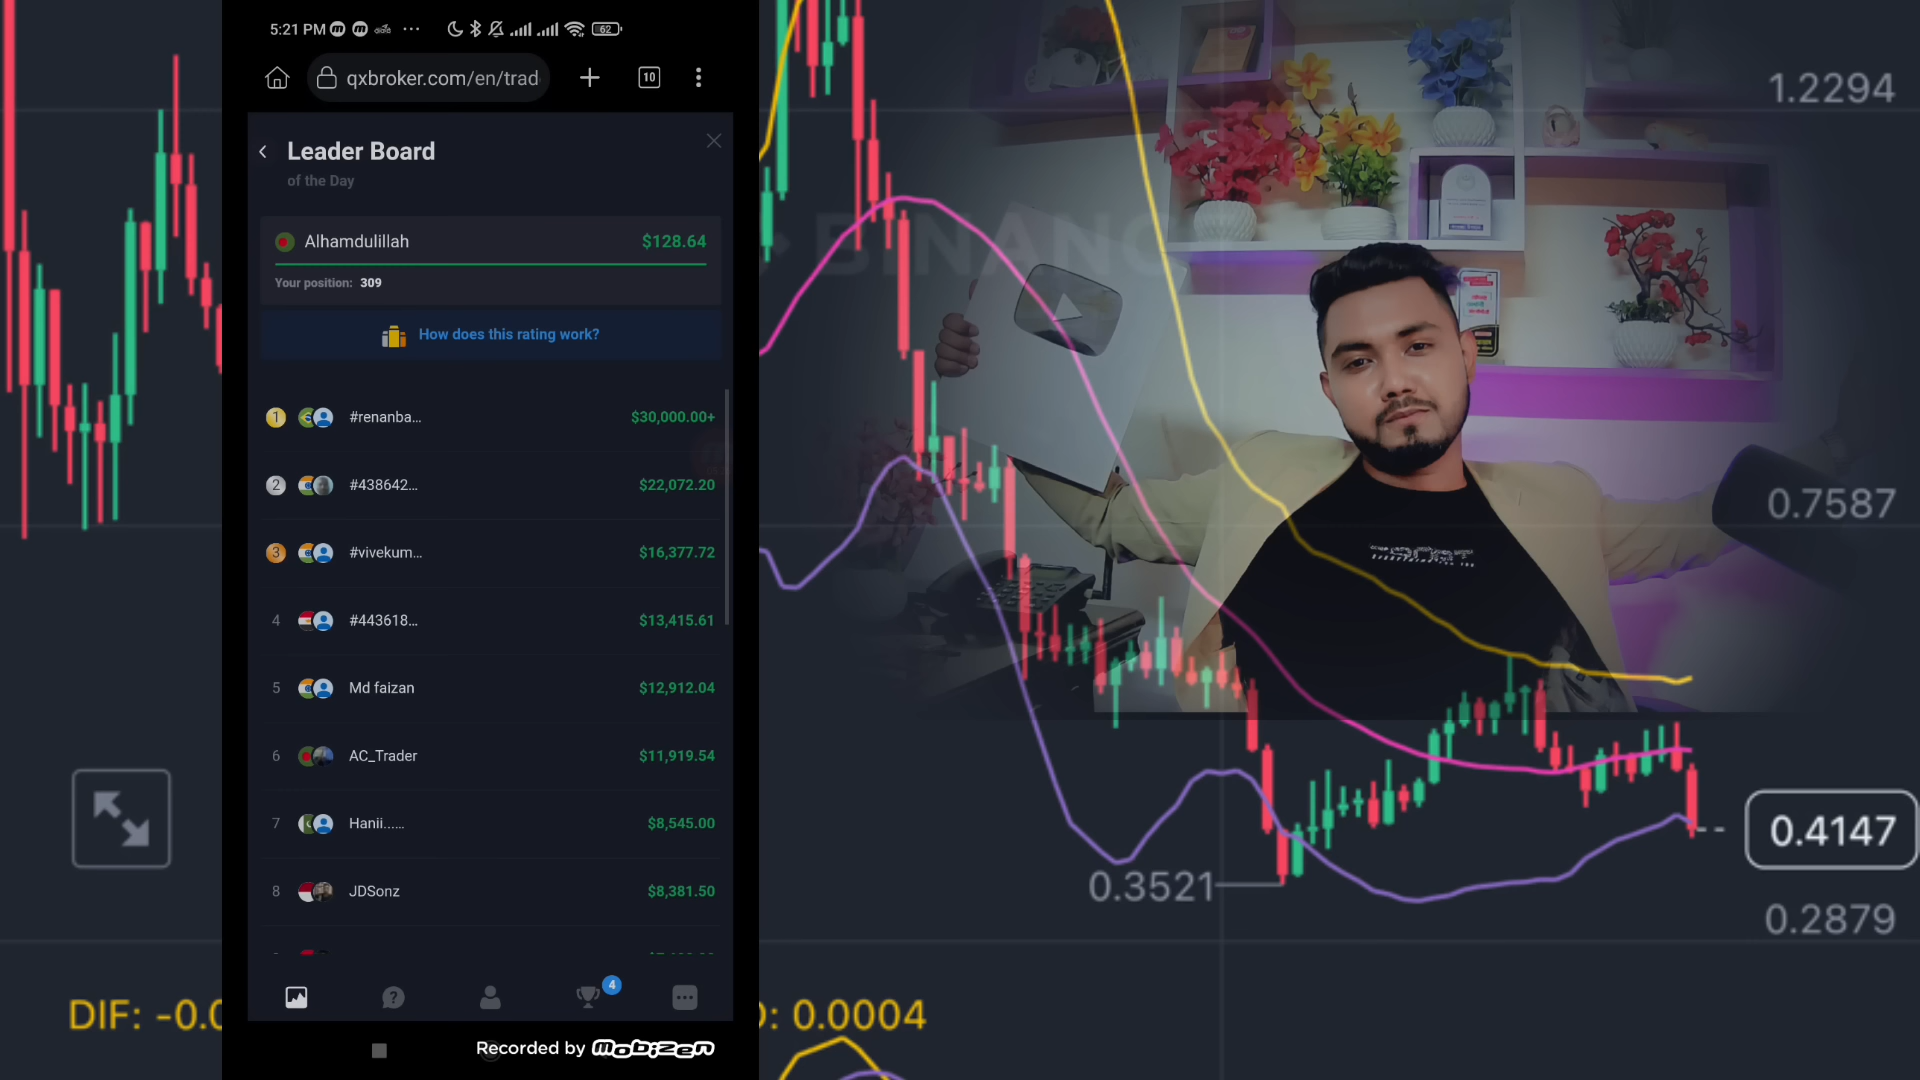 5:21 PM
62
qxbroker.com/en/trad
10
Leader Board
of the Day
Alhamdulillah $128.64
Your position: 309
How does this rating work?
1 #renanba... $30,000.00+
2 #438642... $22,072.20
3 #vivekum... $16,377.72
4 #443618... $13,415.61
5 Md faizan $12,912.04
6 AC_Trader $11,919.54
7 Hanii...... $8,545.00
8 JDSonz $8,381.50
4
Recorded by mobizen
BINANC
1.2294
0.7587
0.4147
0.3521
0.2879
DIF: -0.0
: 0.0004